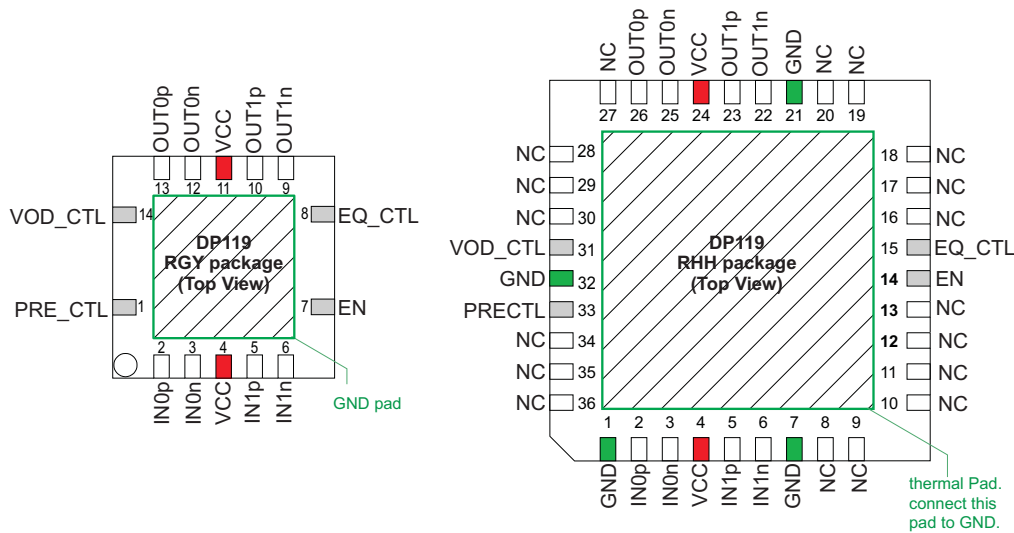 OUT0p
OUT0n
VCC
OUT1p
OUT1n
13
12
11
10
9
VOD_CTL
14
8
EQ_CTL
DP119
RGY package
(Top View)
PRE_CTL
1
7
EN
2
3
4
5
6
IN0p
IN0n
VCC
IN1p
IN1n
GND pad
NC
OUT0p
OUT0n
VCC
OUT1p
OUT1n
GND
NC
NC
27
26
25
24
23
22
21
20
19
NC 28
NC 29
NC 30
VOD_CTL 31
GND 32
PRECTL 33
NC 34
NC 35
NC 36
DP119
RHH package
(Top View)
18 NC
17 NC
16 NC
15 EQ_CTL
14 EN
13 NC
12 NC
11 NC
10 NC
1
2
3
4
5
6
7
8
9
GND
IN0p
IN0n
VCC
IN1p
IN1n
GND
NC
NC
thermal Pad.
connect this
pad to GND.